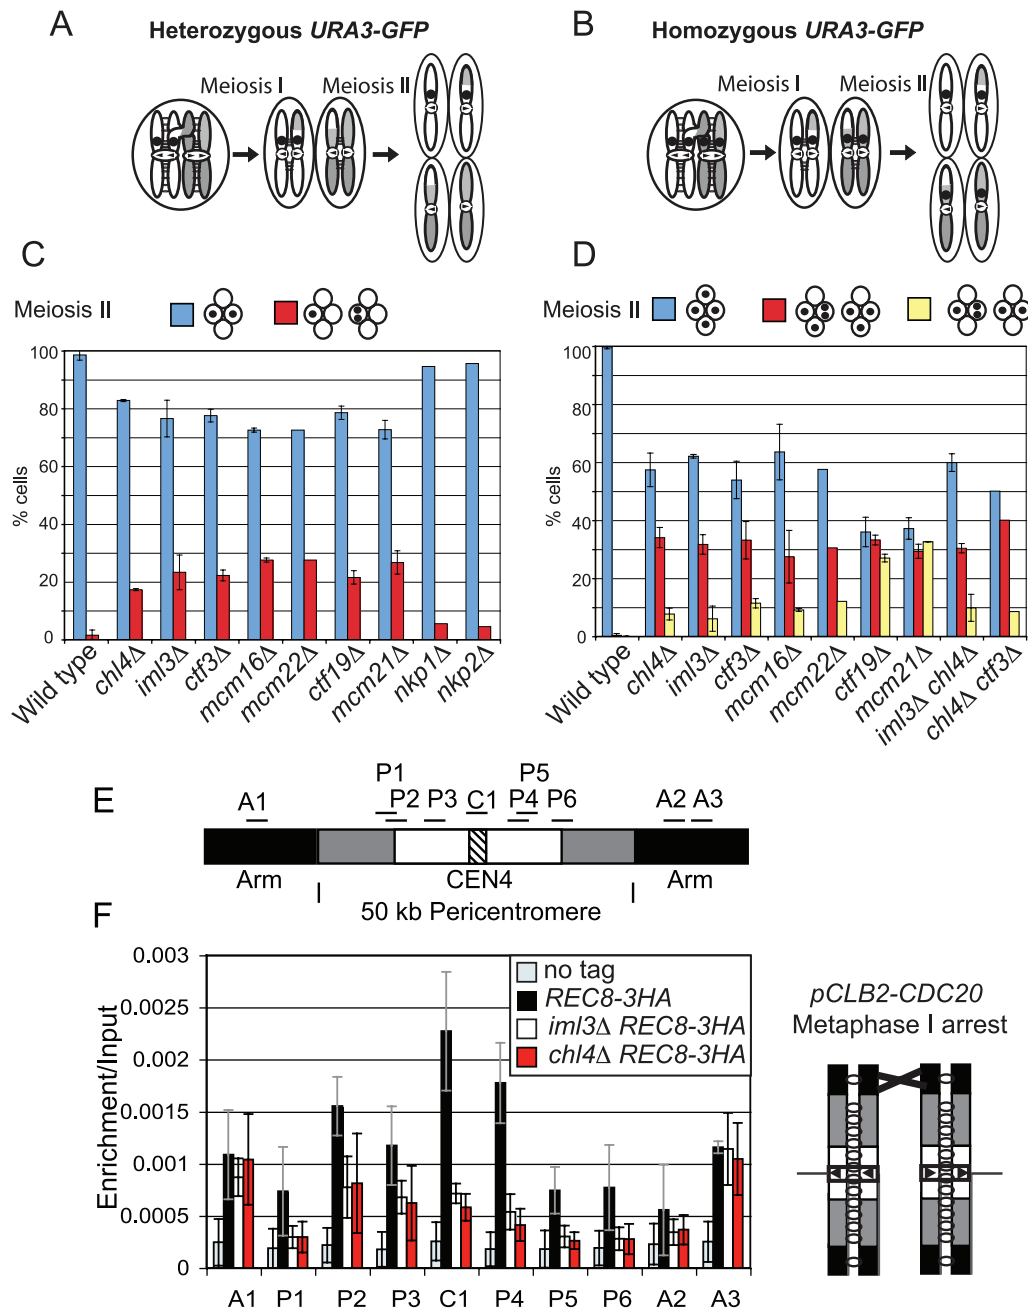 A
Heterozygous URA3-GFP
Meiosis I
Meiosis II
B
Homozygous URA3-GFP
Meiosis I
Meiosis II
C
Meiosis II
100
80
60
40
20
0
% cells
Wild type
chl4Δ
iml3Δ
ctf3Δ
mcm16Δ
mcm22Δ
ctf19Δ
mcm21Δ
nkp1Δ
nkp2Δ
D
Meiosis II
100
80
60
40
20
0
% cells
Wild type
chl4Δ
iml3Δ
ctf3Δ
mcm16Δ
mcm22Δ
ctf19Δ
mcm21Δ
iml3Δ chl4Δ
chl4Δ ctf3Δ
E
P1 P5
A1 P2 P3 C1 P4 P6 A2 A3
Arm CEN4 Arm
50 kb Pericentromere
F
0.003
0.0025
0.002
0.0015
0.001
0.0005
0
Enrichment/Input
no tag
REC8-3HA
iml3Δ REC8-3HA
chl4Δ REC8-3HA
A1 P1 P2 P3 C1 P4 P5 P6 A2 A3
pCLB2-CDC20
Metaphase I arrest